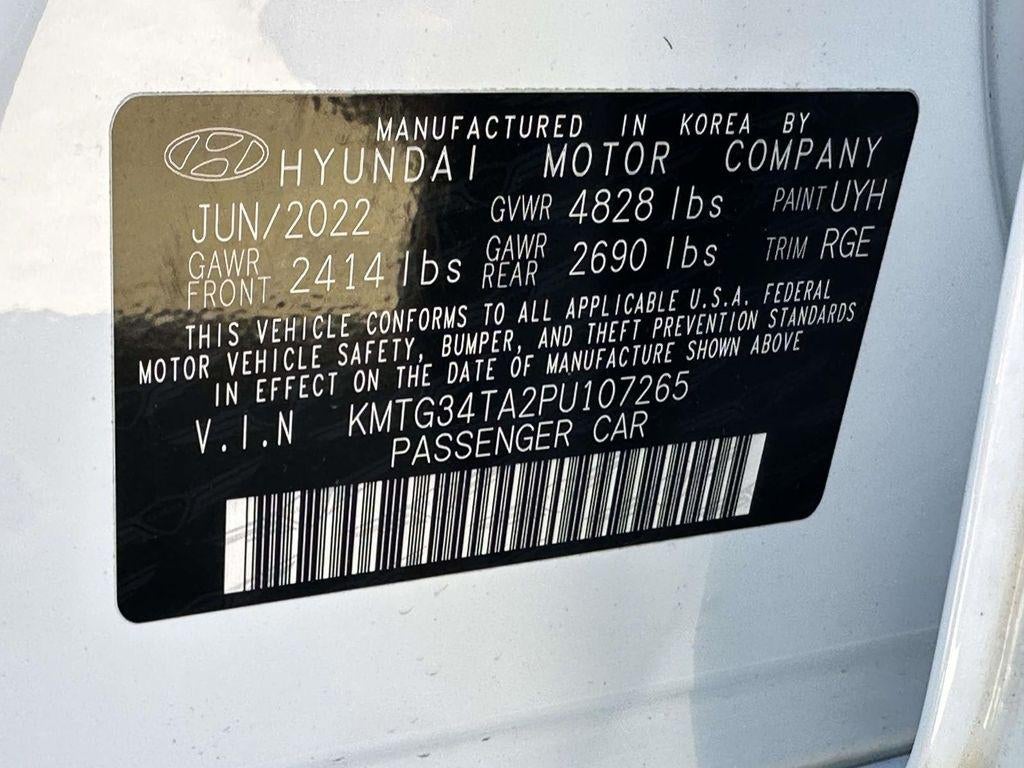 MANUFACTURED IN KOREA BY
HYUNDAI MOTOR COMPANY
JUN/2022 GVWR 4828 lbs PAINT UYH
GAWR FRONT 2414 lbs GAWR REAR 2690 lbs TRIM RGE
THIS VEHICLE CONFORMS TO ALL APPLICABLE U.S.A. FEDERAL
MOTOR VEHICLE SAFETY, BUMPER, AND THEFT PREVENTION STANDARDS
IN EFFECT ON THE DATE OF MANUFACTURE SHOWN ABOVE
V.I.N KMTG34TA2PU107265
PASSENGER CAR